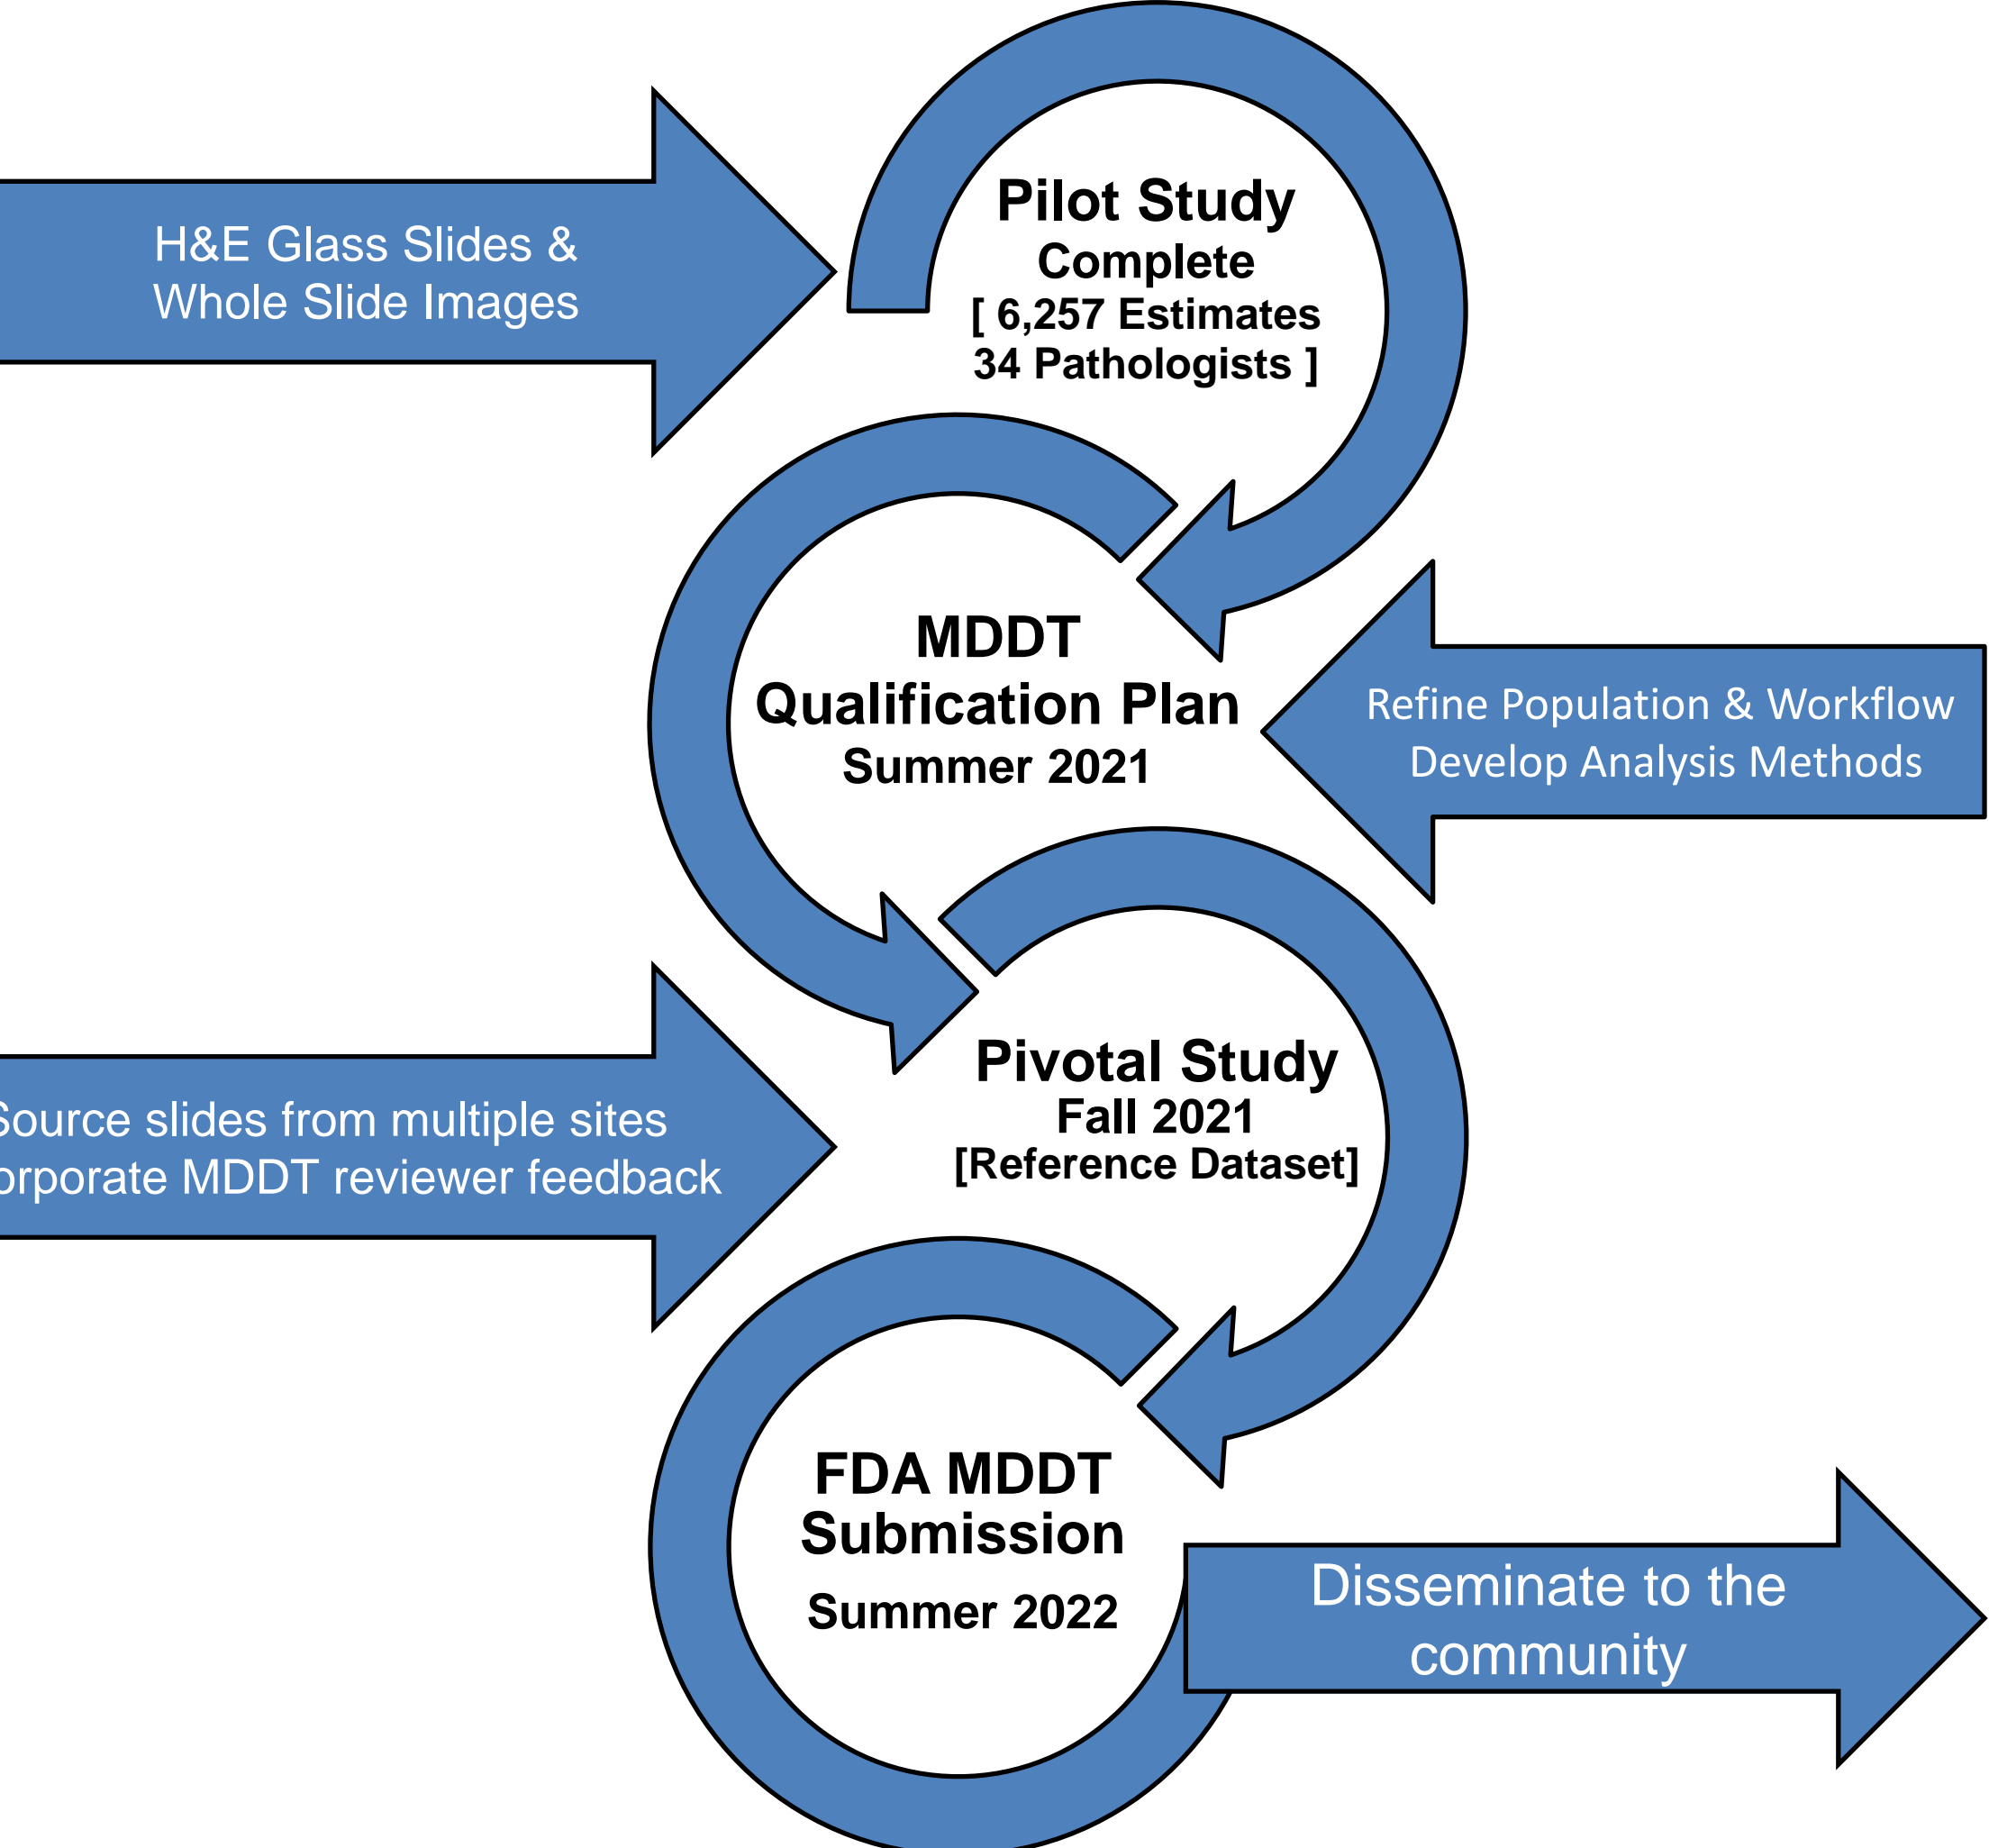 Pilot Study
Complete
[ 6,257 Estimates
34 Pathologists ]
H&E Glass Slides &
Whole Slide Images
MDDT
Qualification Plan
Summer 2021
Refine Population & Workflow
Develop Analysis Methods
Pivotal Study
Fall 2021
[Reference Dataset]
Source slides from multiple sites
orporate MDDT reviewer feedback
FDA MDDT
Submission
Summer 2022
Disseminate to the
community